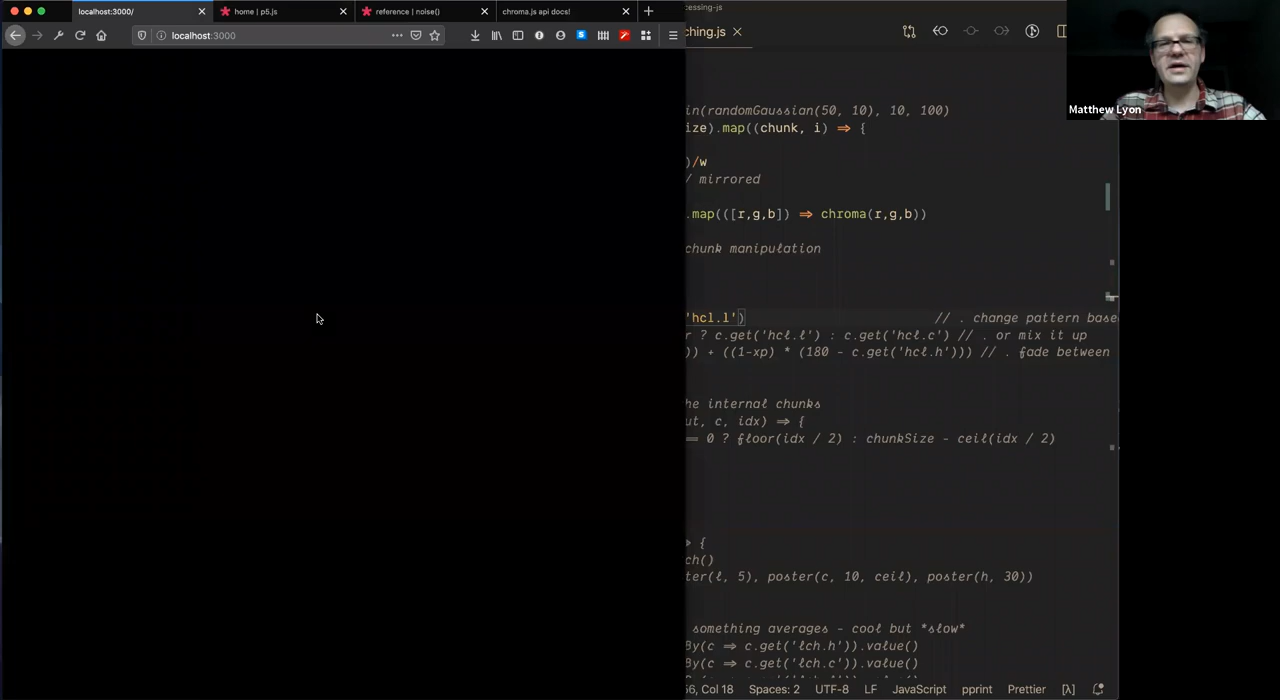 localhost:3000/
home | p5.js
reference | noise()
chroma.js api docs!
localhost:3000
cessing-js
ching.js
Matthew Lyon
in(randomGaussian(50, 10), 10, 100)
ize).map((chunk, i) => {
)/w
/ mirrored
.map(([r,g,b]) => chroma(r,g,b))
chunk manipulation
'hcl.l') // . change pattern base
r ? c.get('hcl.l') : c.get('hcl.c') // . or mix it up
)) + ((1-xp) * (180 - c.get('hcl.h'))) // . fade between
he internal chunks
ut, c, idx) => {
== 0 ? floor(idx / 2) : chunkSize - ceil(idx / 2)
=> {
ch()
ter(l, 5), poster(c, 10, ceil), poster(h, 30))
something averages - cool but *slow*
By(c => c.get('lch.h')).value()
By(c => c.get('lch.c')).value()
56, Col 18 Spaces: 2 UTF-8 LF JavaScript pprint Prettier [λ]